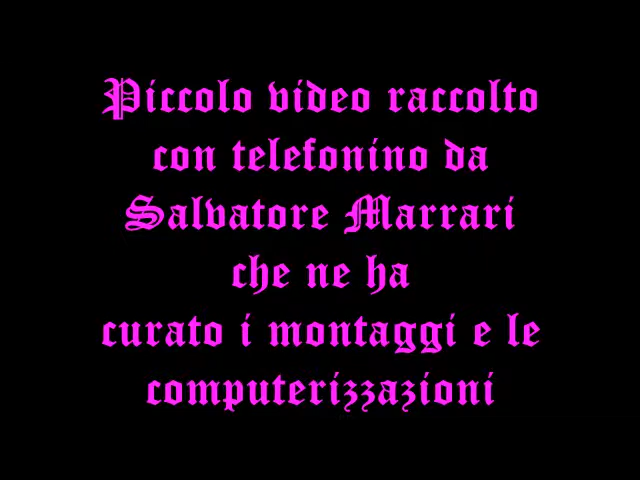 Piccolo video raccolto
con telefonino da
Salvatore Marrari
che ne ha
curato i montaggi e le
computerizzazioni